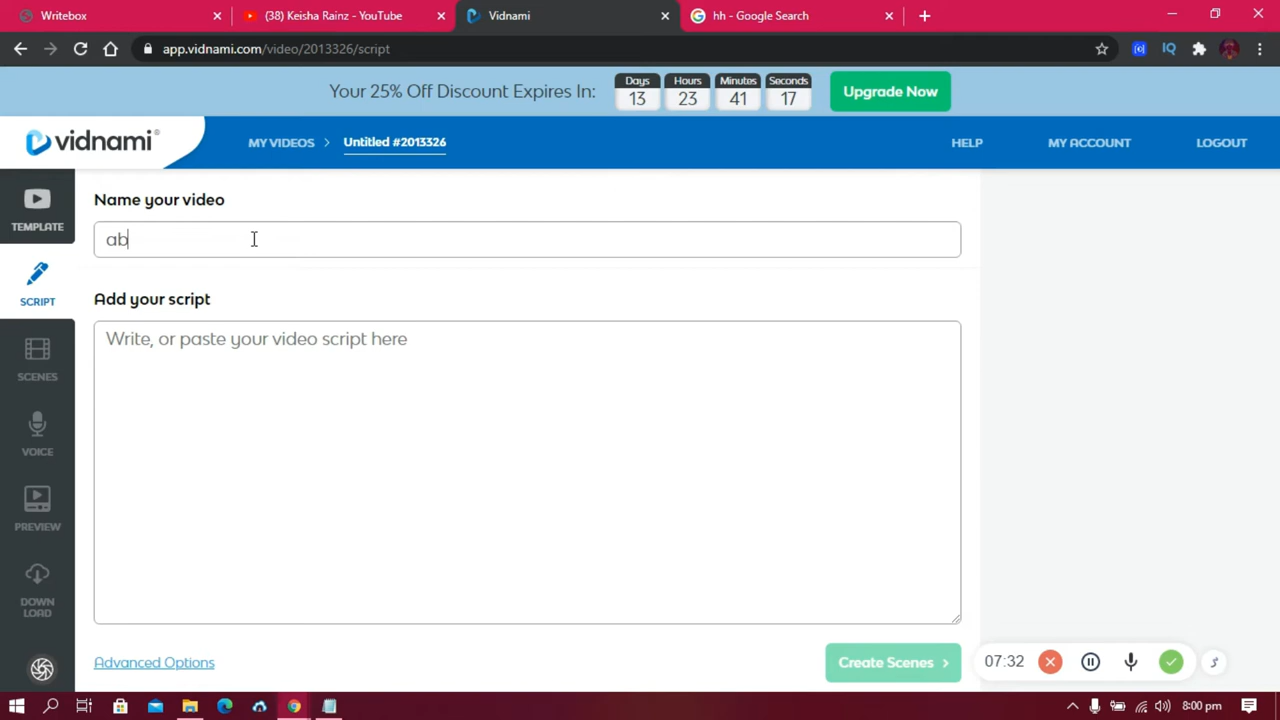 Writebox
(38) Keisha Rainz - YouTube
Vidnami
hh - Google Search
app.vidnami.com/video/2013326/script
IQ
Your 25% Off Discount Expires In:
Days Hours Minutes Seconds
13 23 41 17
Upgrade Now
vidnami®
MY VIDEOS > Untitled #2013326
HELP
MY ACCOUNT
LOGOUT
TEMPLATE
SCRIPT
SCENES
VOICE
PREVIEW
DOWN
LOAD
Name your video
ab
Add your script
Write, or paste your video script here
Advanced Options
Create Scenes >
07:32
8:00 pm